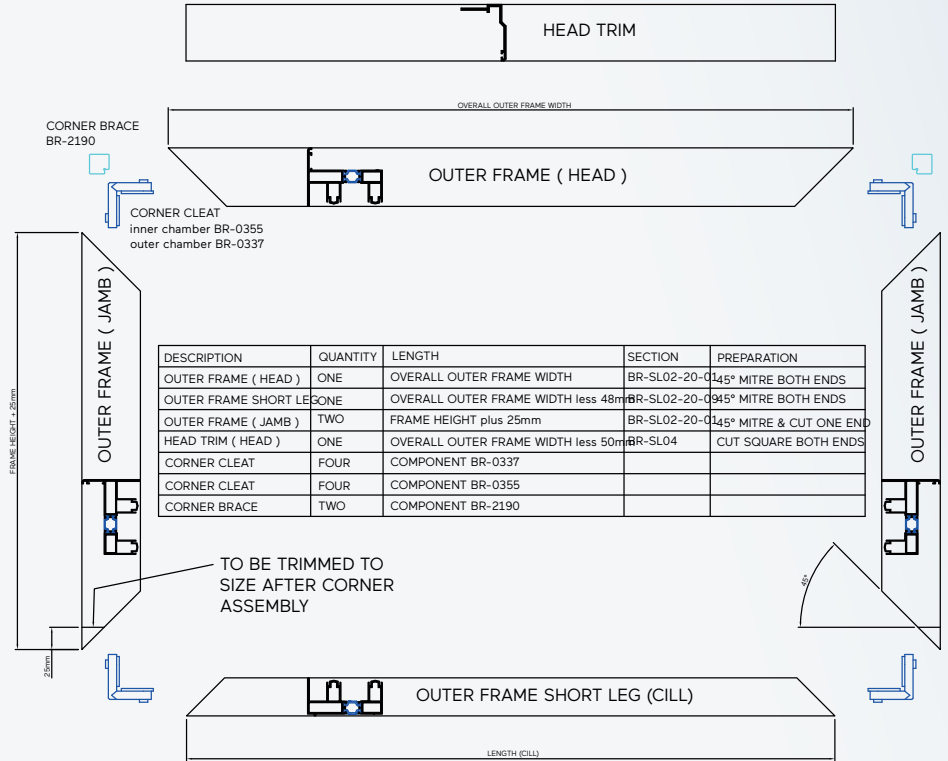 HEAD TRIM
OVERALL OUTER FRAME WIDTH
CORNER BRACE
BR-2190
OUTER FRAME ( HEAD )
CORNER CLEAT
inner chamber BR-0355
outer chamber BR-0337
OUTER FRAME ( JAMB )
OUTER FRAME ( JAMB )
FRAME HEIGHT + 25mm
DESCRIPTION QUANTITY LENGTH SECTION PREPARATION
OUTER FRAME ( HEAD ) ONE OVERALL OUTER FRAME WIDTH BR-SL02-20-01 45° MITRE BOTH ENDS
OUTER FRAME SHORT LEG ONE OVERALL OUTER FRAME WIDTH less 48mm BR-SL02-20-09 45° MITRE BOTH ENDS
OUTER FRAME ( JAMB ) TWO FRAME HEIGHT plus 25mm BR-SL02-20-01 45° MITRE & CUT ONE END
HEAD TRIM ( HEAD ) ONE OVERALL OUTER FRAME WIDTH less 50mm BR-SL04 CUT SQUARE BOTH ENDS
CORNER CLEAT FOUR COMPONENT BR-0337
CORNER CLEAT FOUR COMPONENT BR-0355
CORNER BRACE TWO COMPONENT BR-2190
TO BE TRIMMED TO
SIZE AFTER CORNER
ASSEMBLY
45°
25mm
OUTER FRAME SHORT LEG (CILL)
LENGTH (CILL)